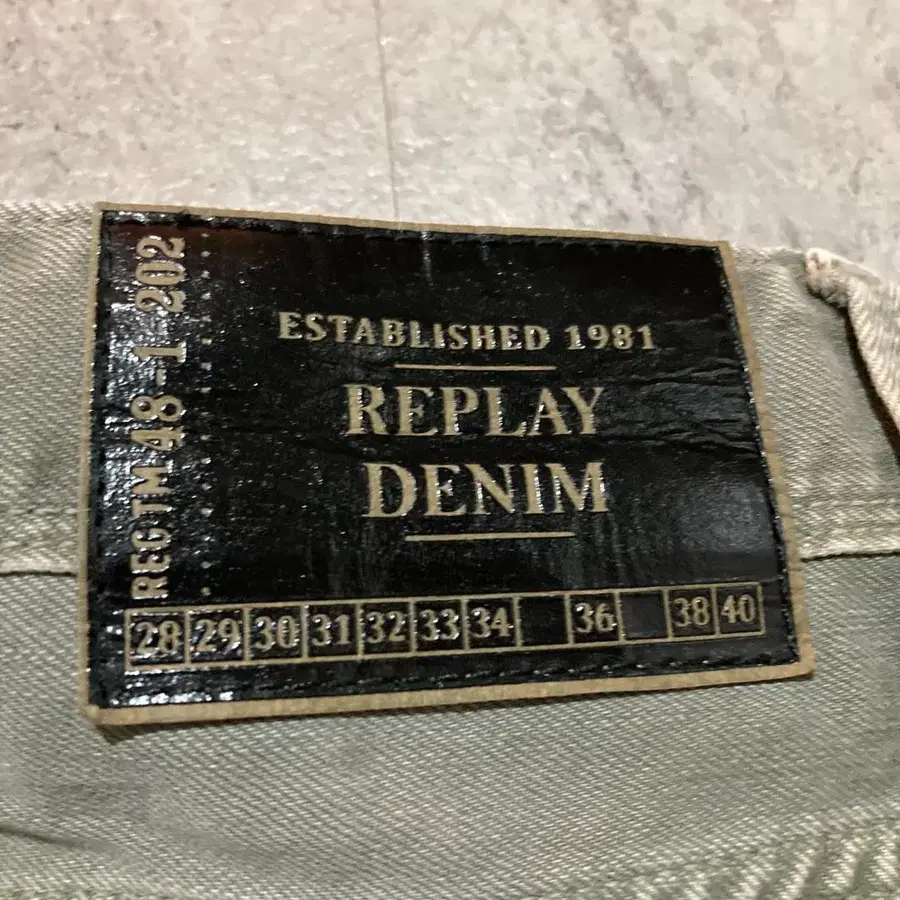 REG TM 48-1-202
ESTABLISHED 1981
REPLAY
DENIM
28 29 30 31 32 33 34 36 38 40